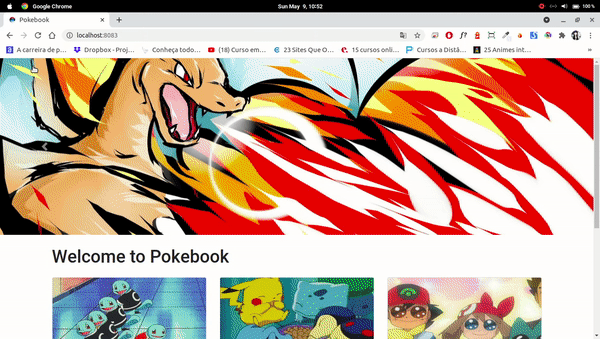 Google Chrome
Sun May 9, 10:52
100 %
Pokebook
localhost:8083
A carreira de p...
Dropbox - Proj...
Conheça todo...
(18) Curso em...
23 Sites Que O...
15 cursos onli...
Cursos a Distâ...
25 Animes int...
Welcome to Pokebook